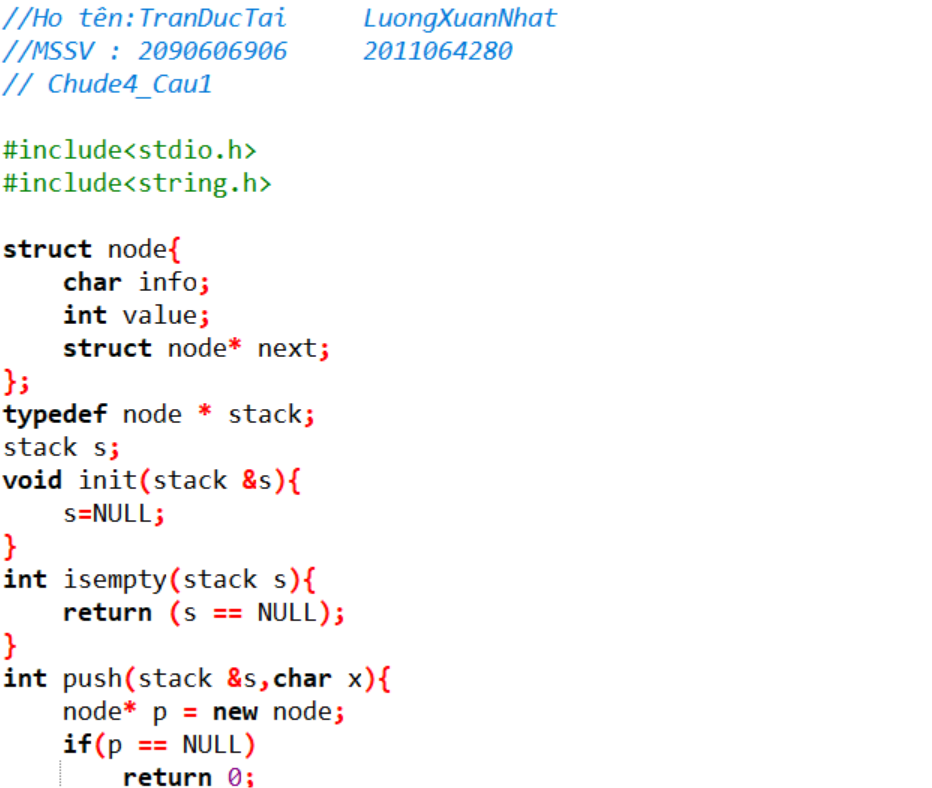 //Ho tên:TranDucTai     LuongXuanNhat
//MSSV : 2090606906     2011064280
// Chude4_Cau1

#include<stdio.h>
#include<string.h>

struct node{
    char info;
    int value;
    struct node* next;
};
typedef node * stack;
stack s;
void init(stack &s){
    s=NULL;
}
int isempty(stack s){
    return (s == NULL);
}
int push(stack &s,char x){
    node* p = new node;
    if(p == NULL)
        return 0;